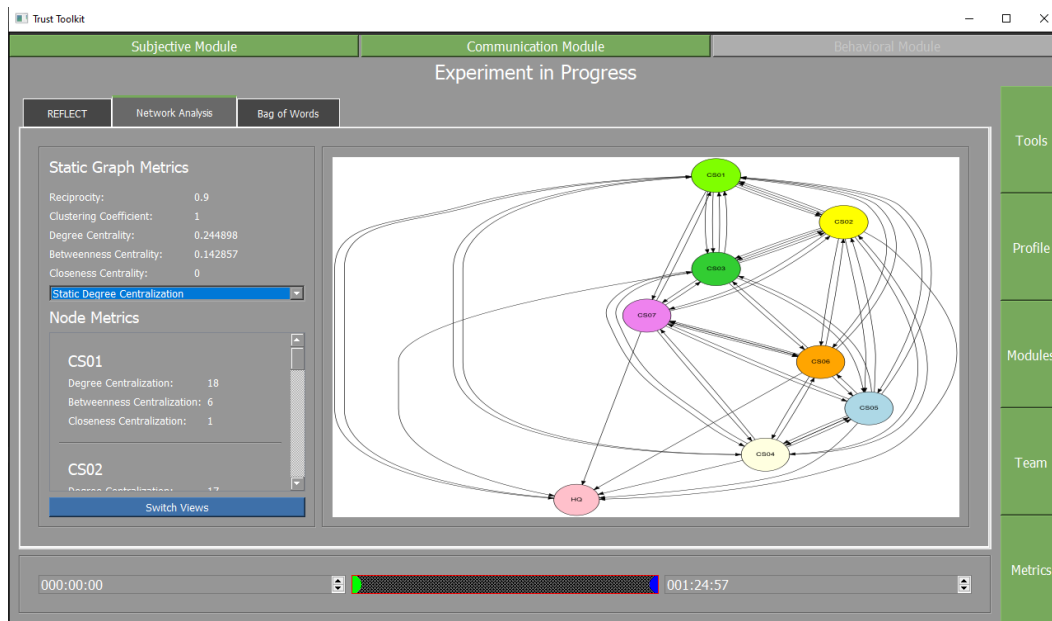 Trust Toolkit
Subjective Module
Communication Module
Behavioral Module
Experiment in Progress
REFLECT
Network Analysis
Bag of Words
Static Graph Metrics
Reciprocity: 0.9
Clustering Coefficient: 1
Degree Centrality: 0.244898
Betweenness Centrality: 0.142857
Closeness Centrality: 0
Static Degree Centralization
Node Metrics
CS01
Degree Centralization: 18
Betweenness Centralization: 6
Closeness Centralization: 1
CS02
Degree Centralization: 17
Switch Views
CS01
CS02
CS03
CS07
CS06
CS05
CS04
HQ
Tools
Profile
Modules
Team
Metrics
000:00:00
001:24:57